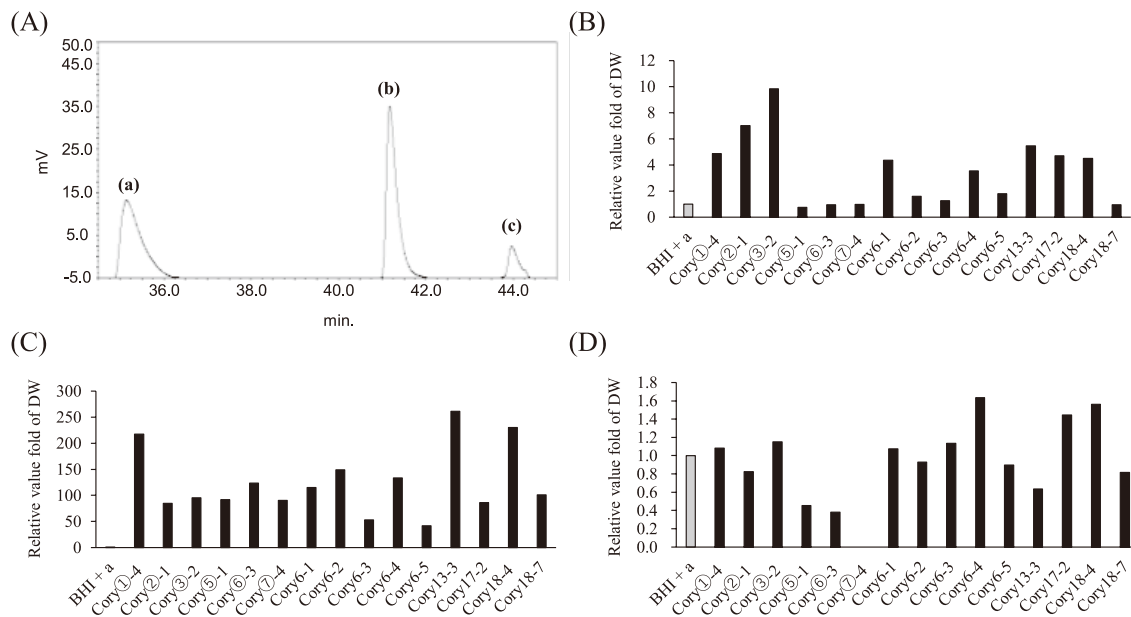 (A)
50.0
45.0
35.0
25.0
15.0
5.0
-5.0
mV
(a)
(b)
(c)
36.0
38.0
40.0
42.0
44.0
min.
(B)
Relative value fold of DW
12
10
8
6
4
2
0
BHI + a
Cory①-4
Cory②-1
Cory③-2
Cory⑤-1
Cory⑥-3
Cory⑦-4
Cory6-1
Cory6-2
Cory6-3
Cory6-4
Cory6-5
Cory13-3
Cory17-2
Cory18-4
Cory18-7
(C)
Relative value fold of DW
300
250
200
150
100
50
0
BHI + a
Cory①-4
Cory②-1
Cory③-2
Cory⑤-1
Cory⑥-3
Cory⑦-4
Cory6-1
Cory6-2
Cory6-3
Cory6-4
Cory6-5
Cory13-3
Cory17-2
Cory18-4
Cory18-7
(D)
Relative value fold of DW
1.8
1.6
1.4
1.2
1.0
0.8
0.6
0.4
0.2
0.0
BHI + a
Cory①-4
Cory②-1
Cory③-2
Cory⑤-1
Cory⑥-3
Cory⑦-4
Cory6-1
Cory6-2
Cory6-3
Cory6-4
Cory6-5
Cory13-3
Cory17-2
Cory18-4
Cory18-7